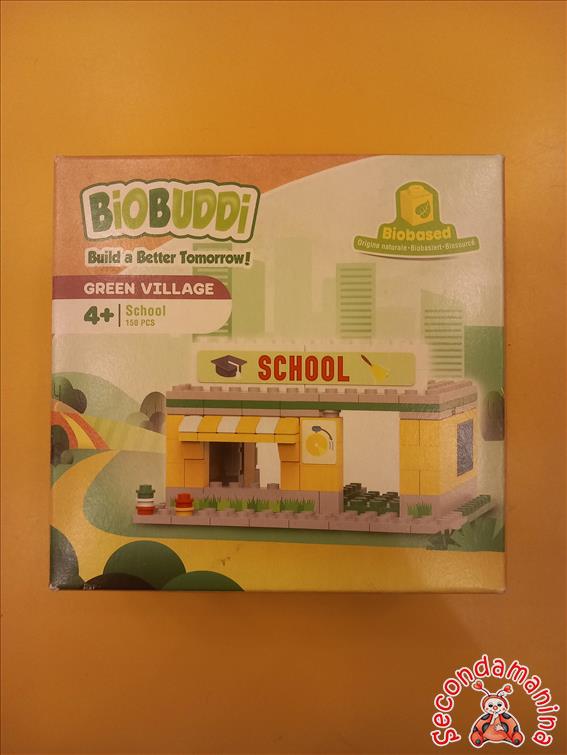 BiOBUDDi
Build a Better Tomorrow!
GREEN VILLAGE
4+
School
150 PCS
Biobased
Origine naturale • Biobasiert • Biosourcé
SCHOOL
Secondamanina